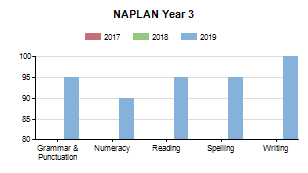 NAPLAN Year 3
2017 2018 2019
100
95
90
85
80
Grammar & Punctuation
Numeracy
Reading
Spelling
Writing